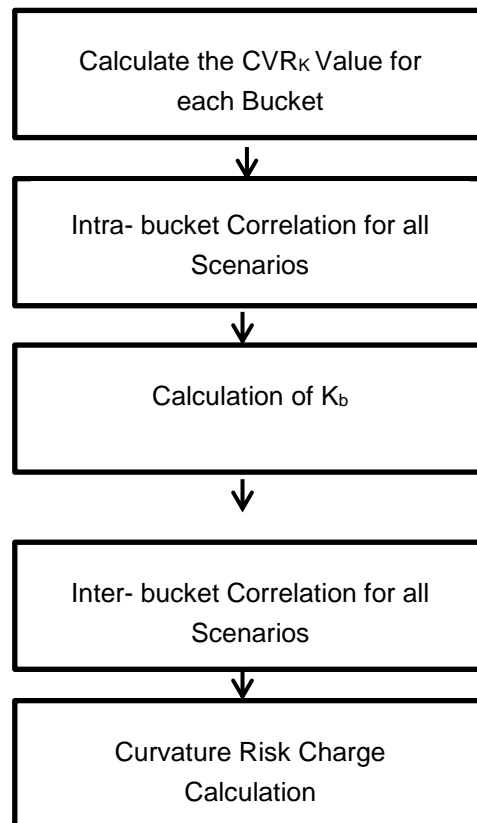 Calculate the CVRK Value for
each Bucket
Intra- bucket Correlation for all
Scenarios
Calculation of Kb
Inter- bucket Correlation for all
Scenarios
Curvature Risk Charge
Calculation